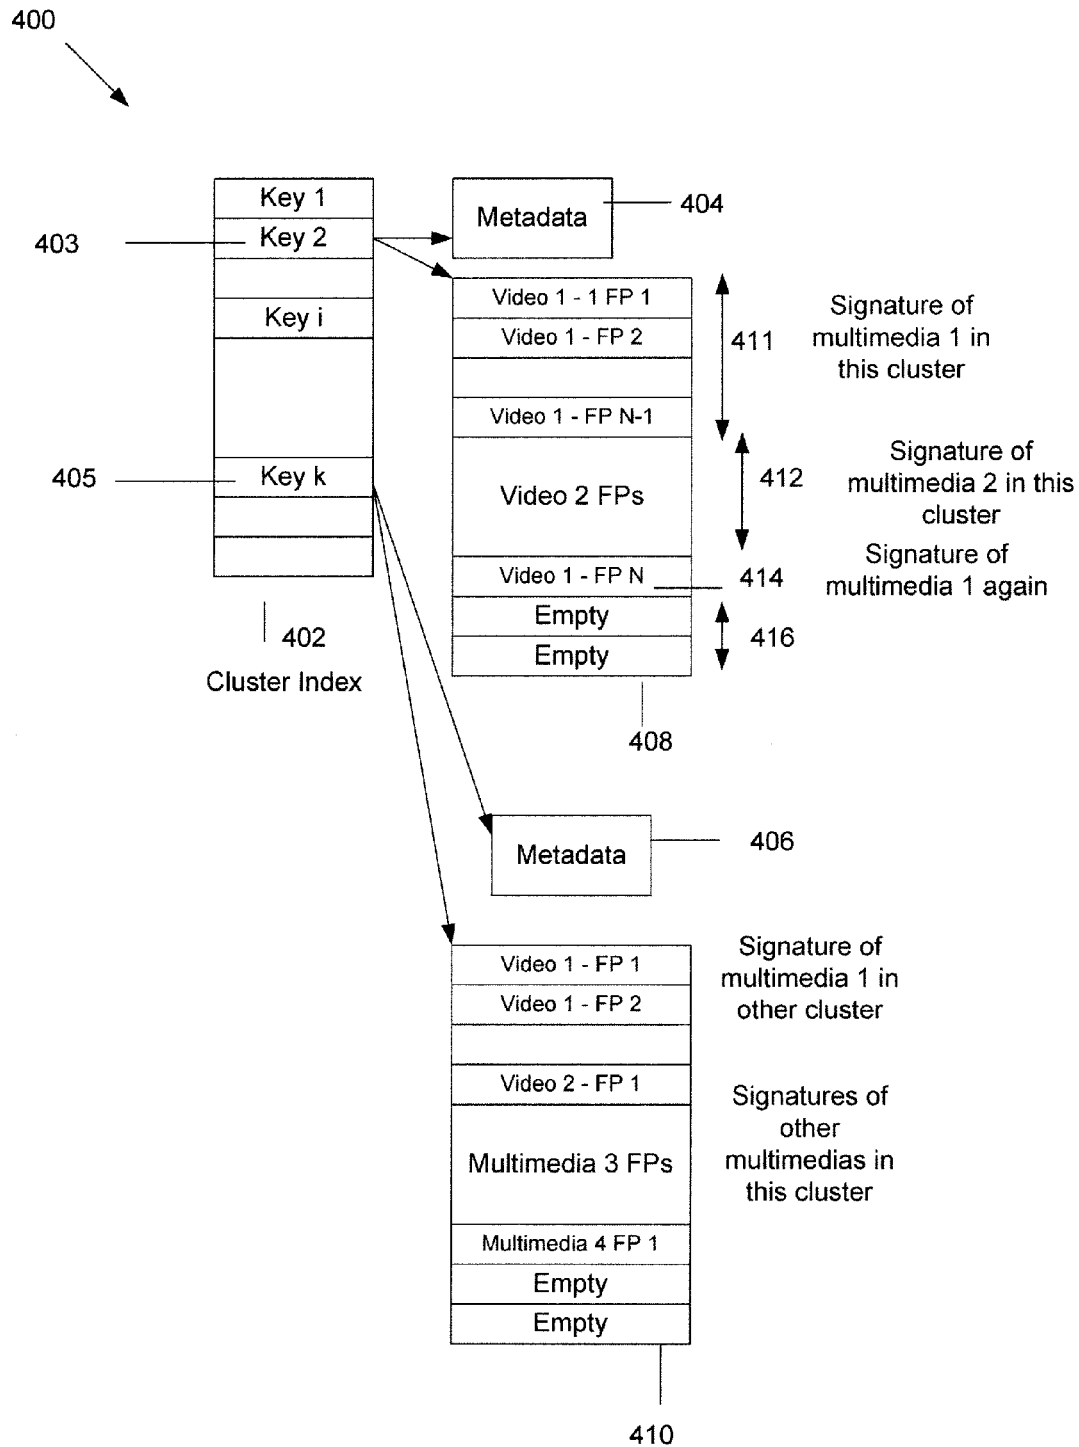 400
Key 1
403
Key 2
Key i
405
Key k
402
Cluster Index
Metadada
404
Video 1 - 1 FP 1
Video 1 - FP 2
Video 1 - FP N-1
Video 2 FPs
Video 1 - FP N
Empty
Empty
411
Signature of
multimedia 1 in
this cluster
412
Signature of
multimedia 2 in this
cluster
414
Signature of
multimedia 1 again
416
408
Metadada
406
Video 1 - FP 1
Video 1 - FP 2
Video 2 - FP 1
Multimedia 3 FPs
Multimedia 4 FP 1
Empty
Empty
Signature of
multimedia 1 in
other cluster
Signatures of
other
multimedias in
this cluster
410